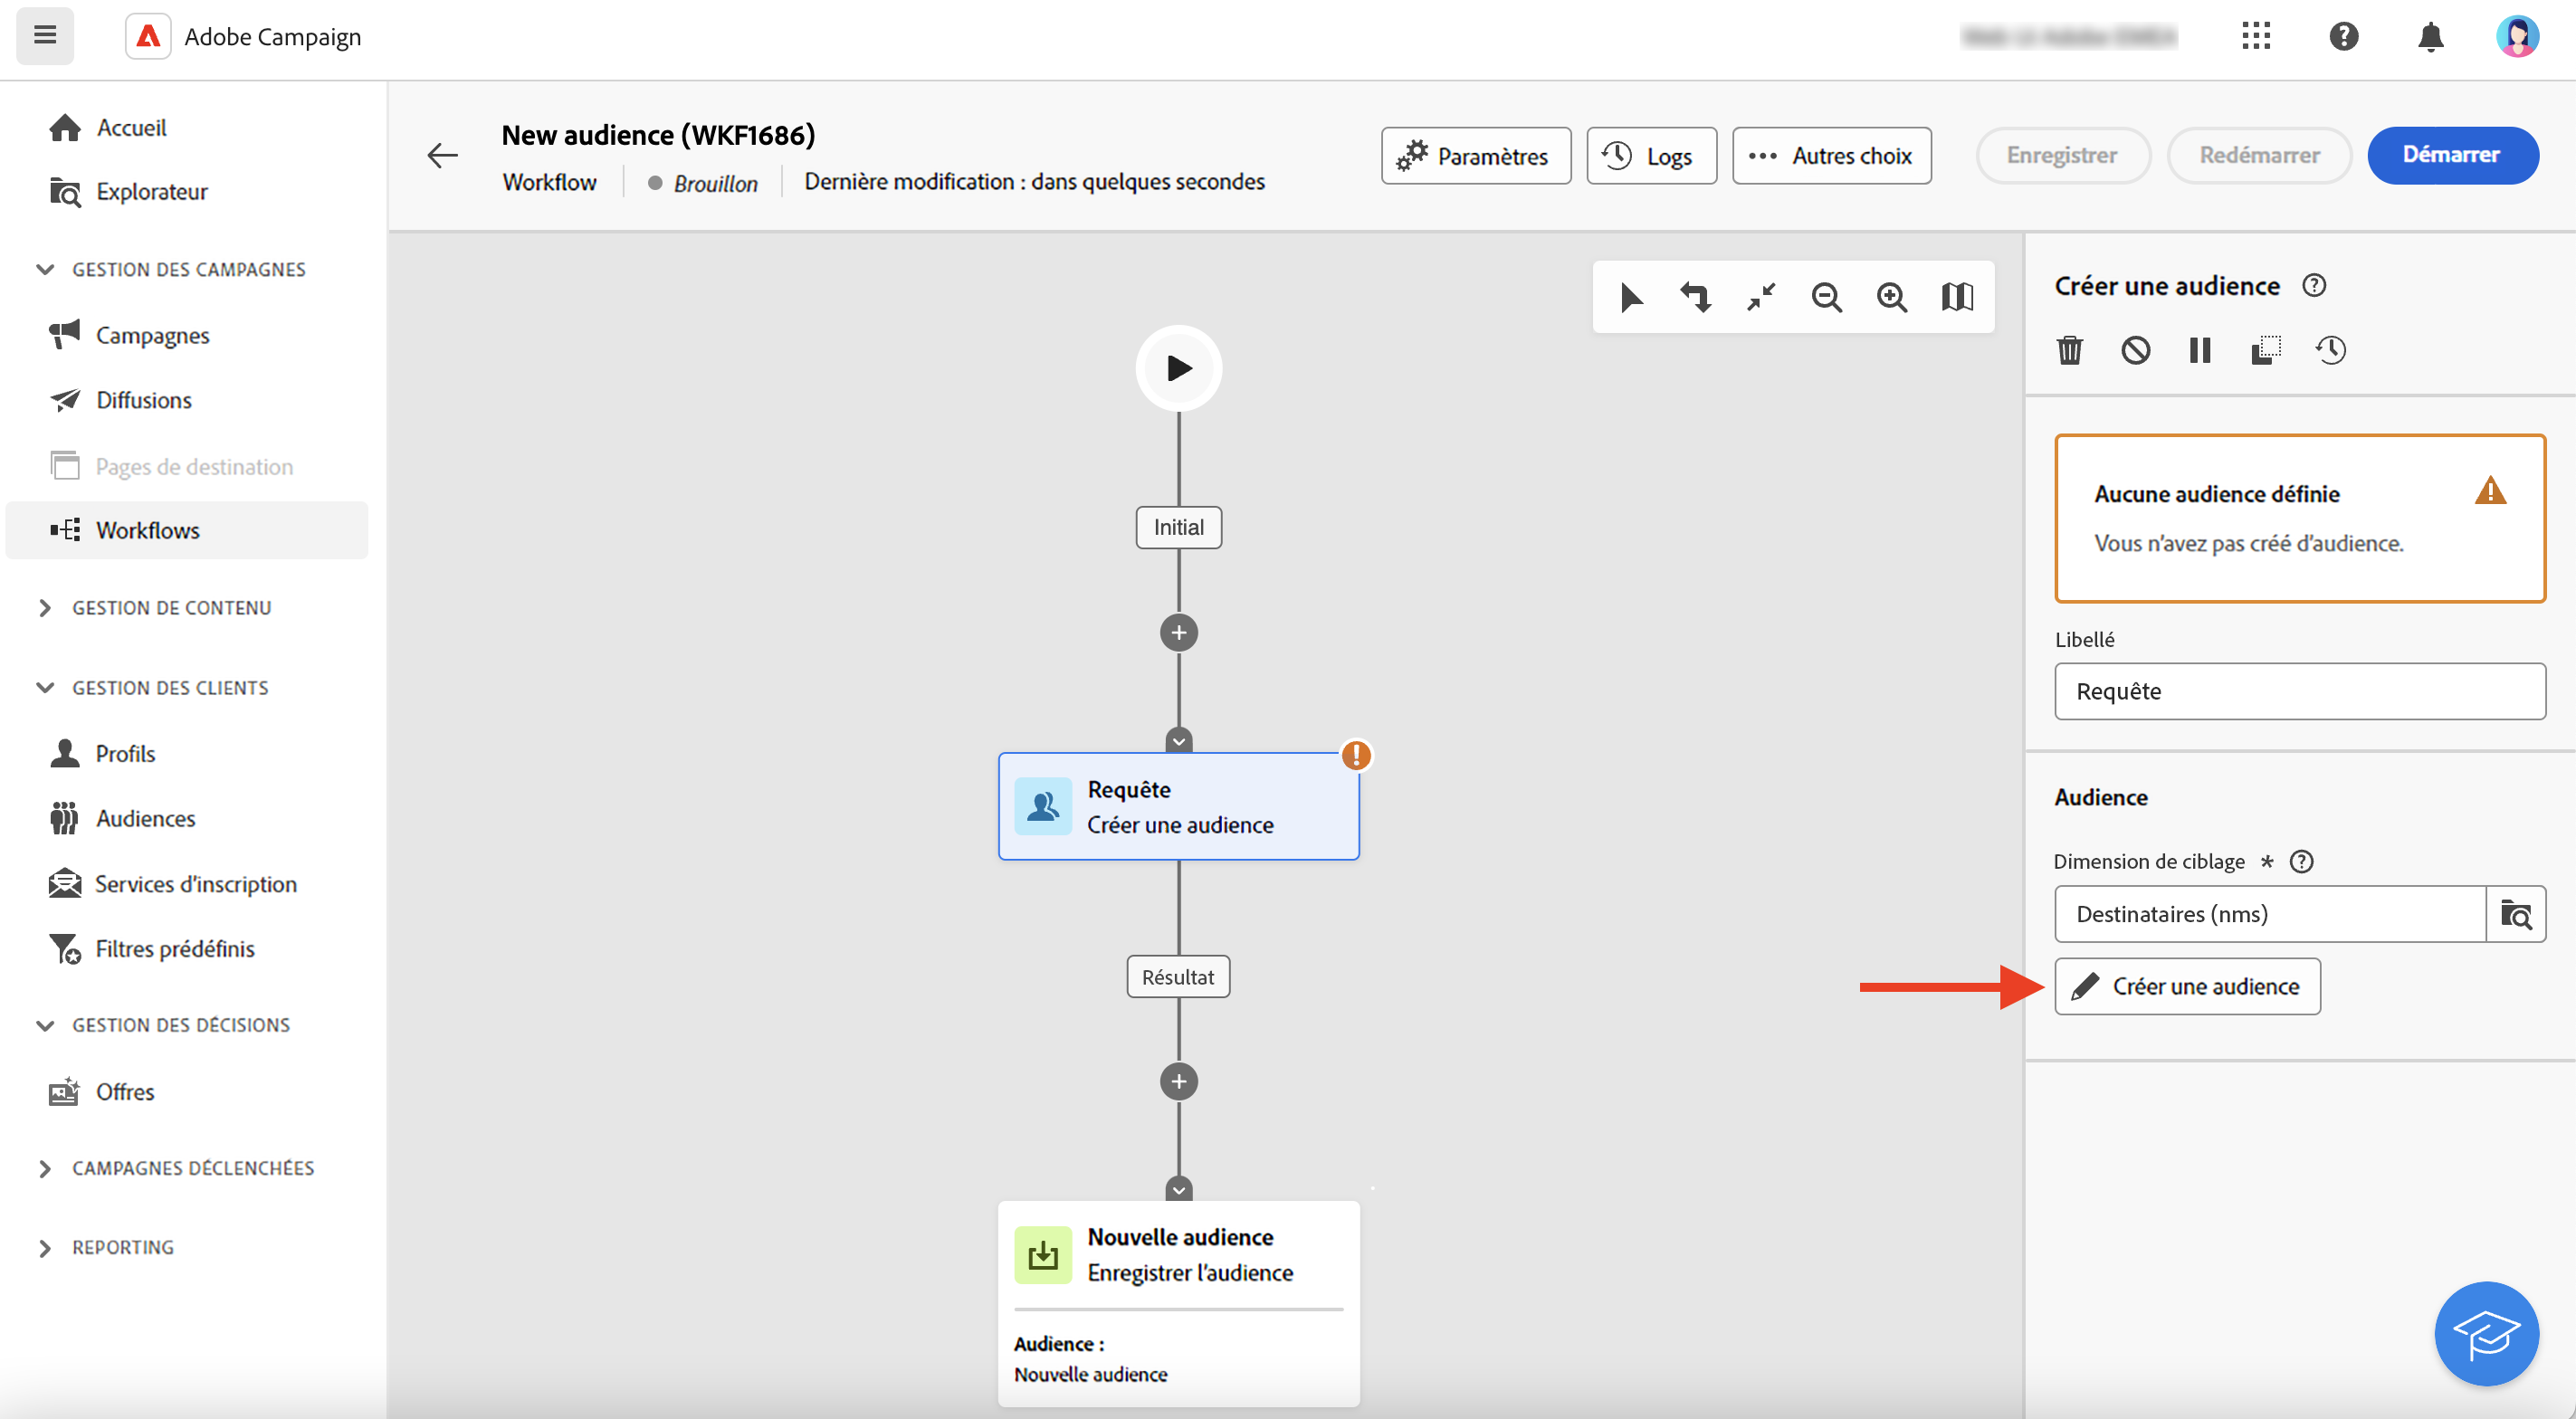 Adobe Campaign
Accueil
Explorateur
GESTION DES CAMPAGNES
Campagnes
Diffusions
Pages de destination
Workflows
GESTION DE CONTENU
GESTION DES CLIENTS
Profils
Audiences
Services d'inscription
Filtres prédéfinis
GESTION DES DÉCISIONS
Offres
CAMPAGNES DÉCLENCHÉES
REPORTING
New audience (WKF1686)
Workflow
Brouillon
Dernière modification : dans quelques secondes
Paramètres
Logs
Autres choix
Enregistrer
Redémarrer
Démarrer
Initial
Requête
Créer une audience
Résultat
Nouvelle audience
Enregistrer l'audience
Audience :
Nouvelle audience
Créer une audience
Aucune audience définie
Vous n'avez pas créé d'audience.
Libellé
Requête
Audience
Dimension de ciblage *
Destinataires (nms)
Créer une audience